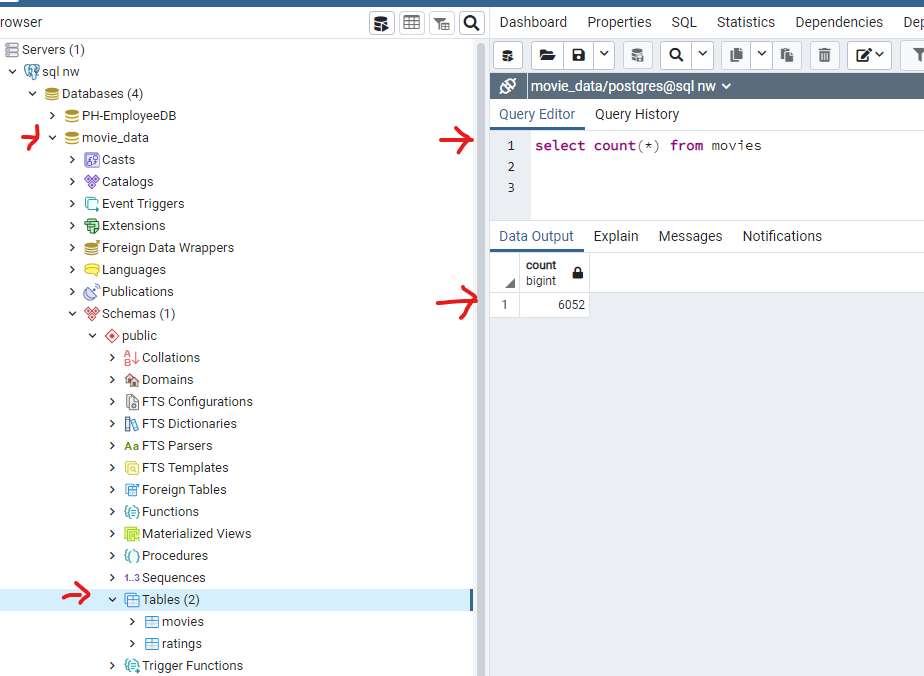 rowser
Servers (1)
sql nw
Databases (4)
PH-EmployeeDB
movie_data
Casts
Catalogs
Event Triggers
Extensions
Foreign Data Wrappers
Languages
Publications
Schemas (1)
public
Collations
Domains
FTS Configurations
FTS Dictionaries
Aa FTS Parsers
FTS Templates
Foreign Tables
Functions
Materialized Views
Procedures
1..3 Sequences
Tables (2)
movies
ratings
Trigger Functions
Dashboard Properties SQL Statistics Dependencies Dep
movie_data/postgres@sql nw
Query Editor Query History
1 select count(*) from movies
2
3
Data Output Explain Messages Notifications
count
bigint
1 6052